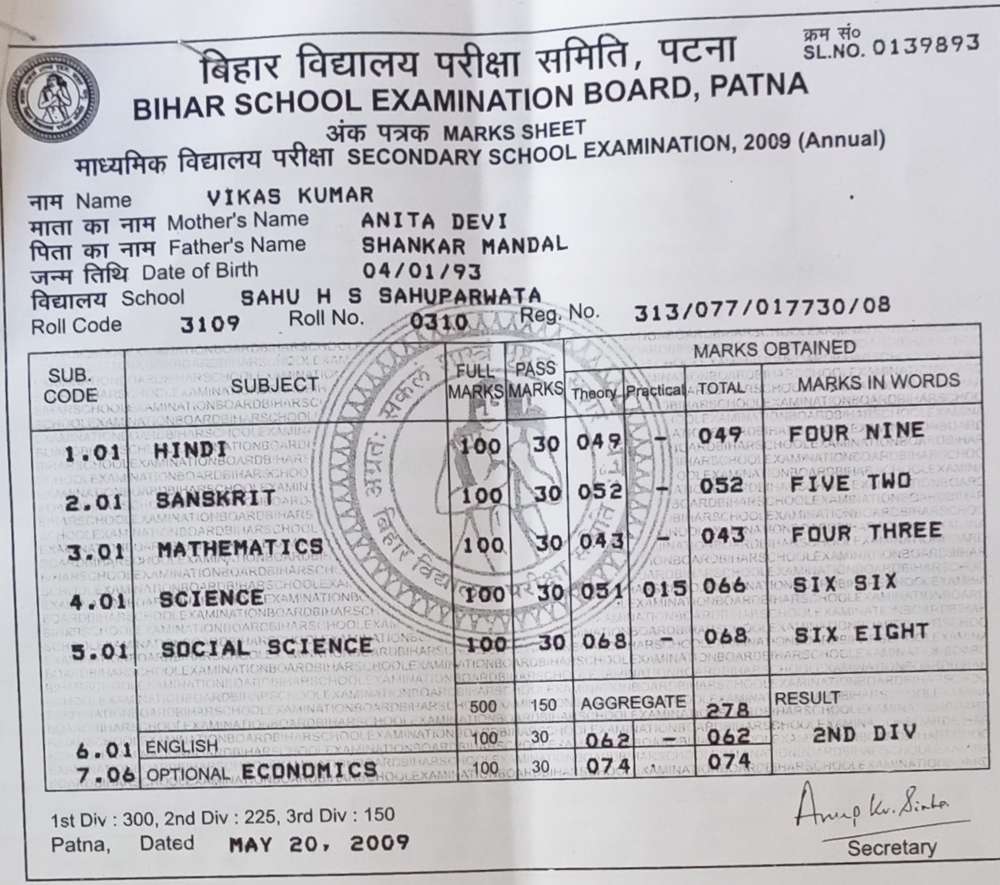 क्रम सं०
SL.NO. 0139893
बिहार विद्यालय परीक्षा समिति, पटना
BIHAR SCHOOL EXAMINATION BOARD, PATNA
अंक पत्रक MARKS SHEET
माध्यमिक विद्यालय परीक्षा SECONDARY SCHOOL EXAMINATION, 2009 (Annual)
नाम Name VIKAS KUMAR
माता का नाम Mother's Name ANITA DEVI
पिता का नाम Father's Name SHANKAR MANDAL
जन्म तिथि Date of Birth 04/01/93
विद्यालय School SAHU H S SAHUPARWATA
Roll Code 3109 Roll No. 0310 Reg. No. 313/077/017730/08
SUB. CODE SUBJECT FULL MARKS PASS MARKS MARKS OBTAINED
Theory Practical TOTAL MARKS IN WORDS
1.01 HINDI 100 30 049 - 049 FOUR NINE
2.01 SANSKRIT 100 30 052 - 052 FIVE TWO
3.01 MATHEMATICS 100 30 043 - 043 FOUR THREE
4.01 SCIENCE 100 30 051 015 066 SIX SIX
5.01 SOCIAL SCIENCE 100 30 068 - 068 SIX EIGHT
500 150 AGGREGATE 278 RESULT
6.01 ENGLISH 100 30 062 - 062 2ND DIV
7.06 OPTIONAL ECONOMICS 100 30 074 074
1st Div : 300, 2nd Div : 225, 3rd Div : 150
Patna, Dated MAY 20, 2009
Anup Kr. Sinha
Secretary